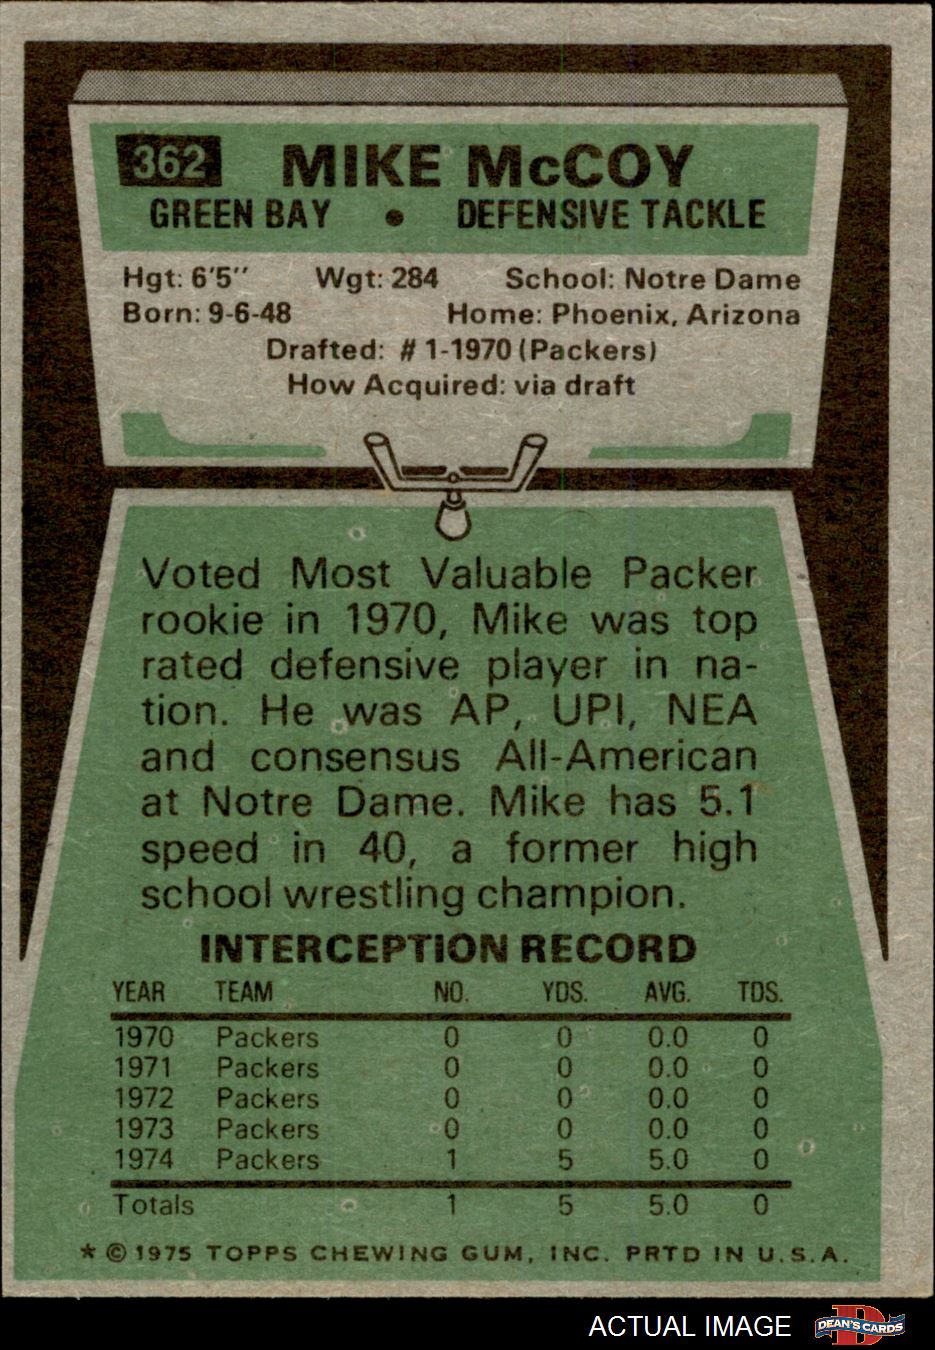 362 MIKE McCOY
GREEN BAY • DEFENSIVE TACKLE
Hgt: 6'5" Wgt: 284 School: Notre Dame
Born: 9-6-48 Home: Phoenix, Arizona
Drafted: #1-1970 (Packers)
How Acquired: via draft
Voted Most Valuable Packer
rookie in 1970, Mike was top
rated defensive player in na-
tion. He was AP, UPI, NEA
and consensus All-American
at Notre Dame. Mike has 5.1
speed in 40, a former high
school wrestling champion.
INTERCEPTION RECORD
YEAR TEAM NO. YDS. AVG. TDS.
1970 Packers 0 0 0.0 0
1971 Packers 0 0 0.0 0
1972 Packers 0 0 0.0 0
1973 Packers 0 0 0.0 0
1974 Packers 1 5 5.0 0
Totals 1 5 5.0 0
* © 1975 TOPPS CHEWING GUM, INC. PRTD IN U.S.A.
ACTUAL IMAGE D DEAN'S CARDS